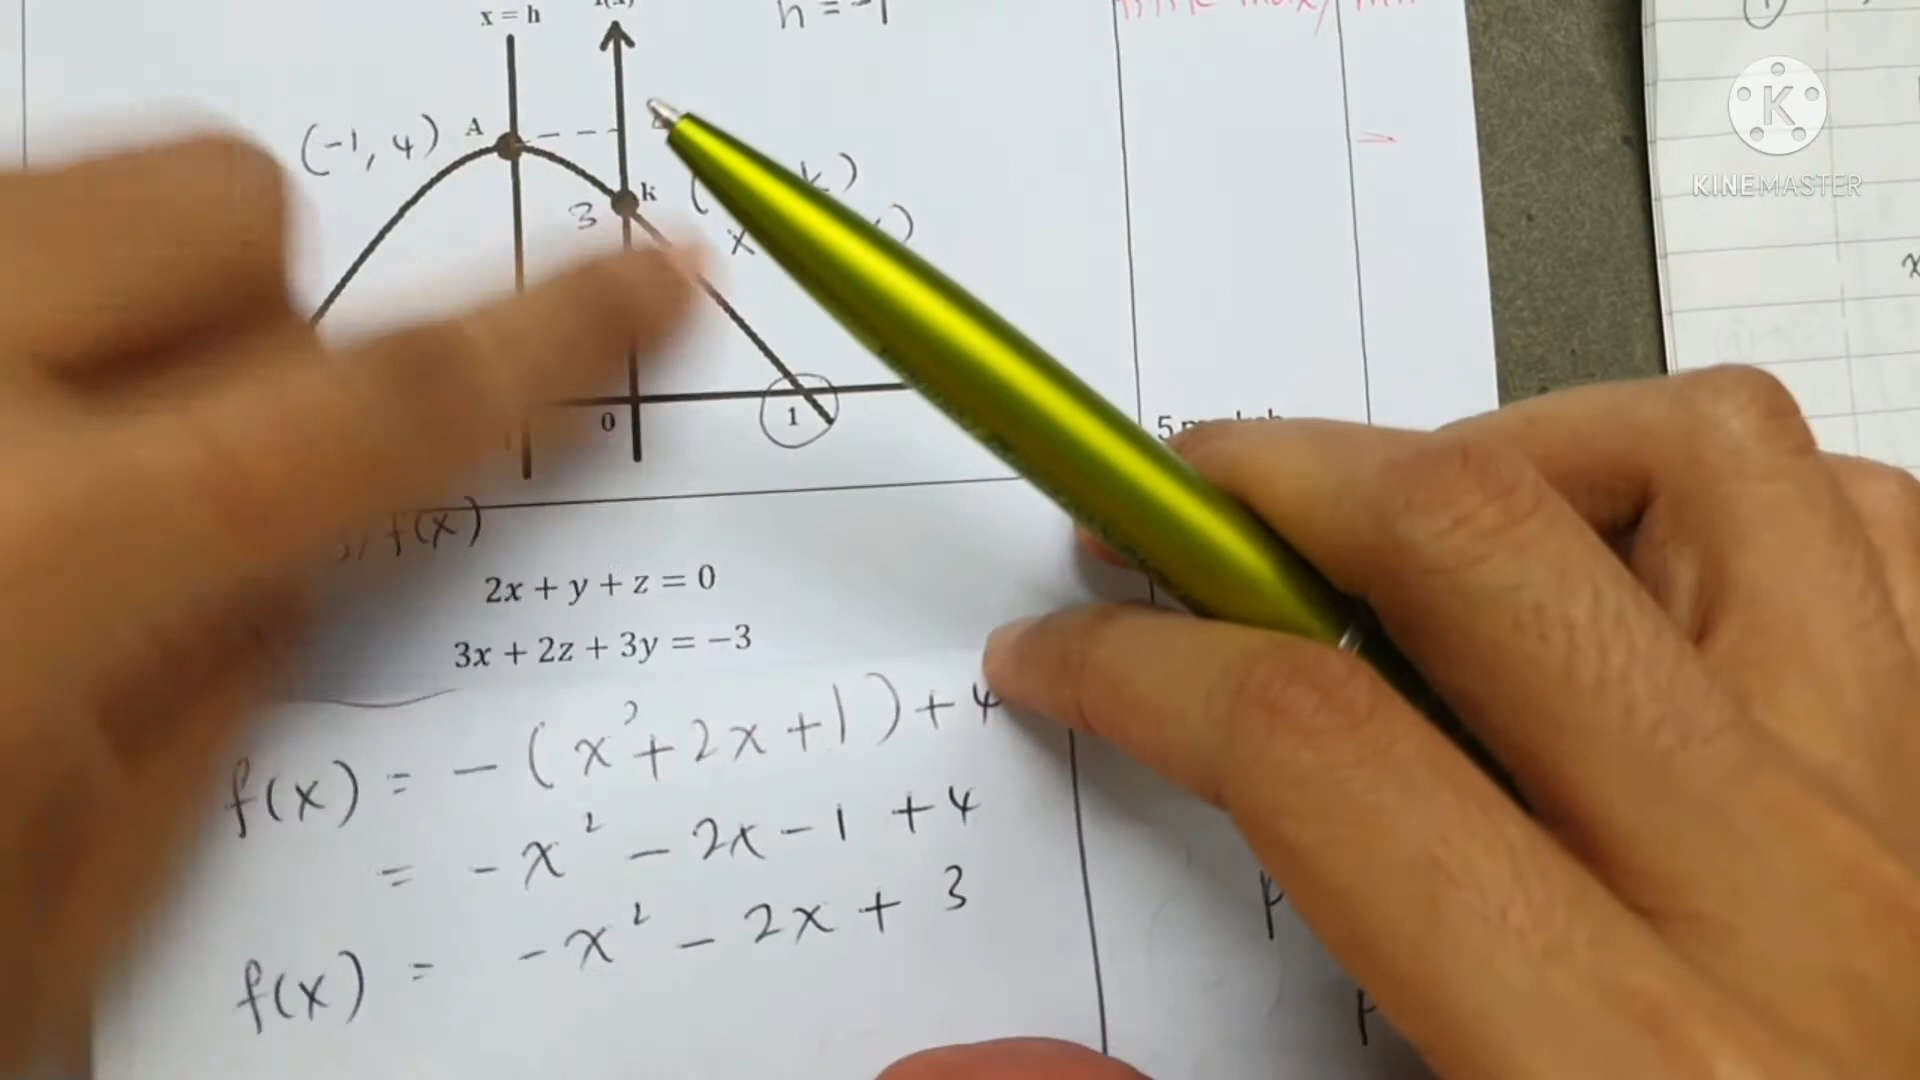 x = h
f(x)
h = -1
(-1, 4) A
k
3
k)
x
)
0
1
5
f(x)
2x + y + z = 0
3x + 2z + 3y = −3
f(x) = - (x² + 2x + 1) + 4
= - x² - 2x - 1 + 4
f(x) = - x² - 2x + 3
K
KINEMASTER